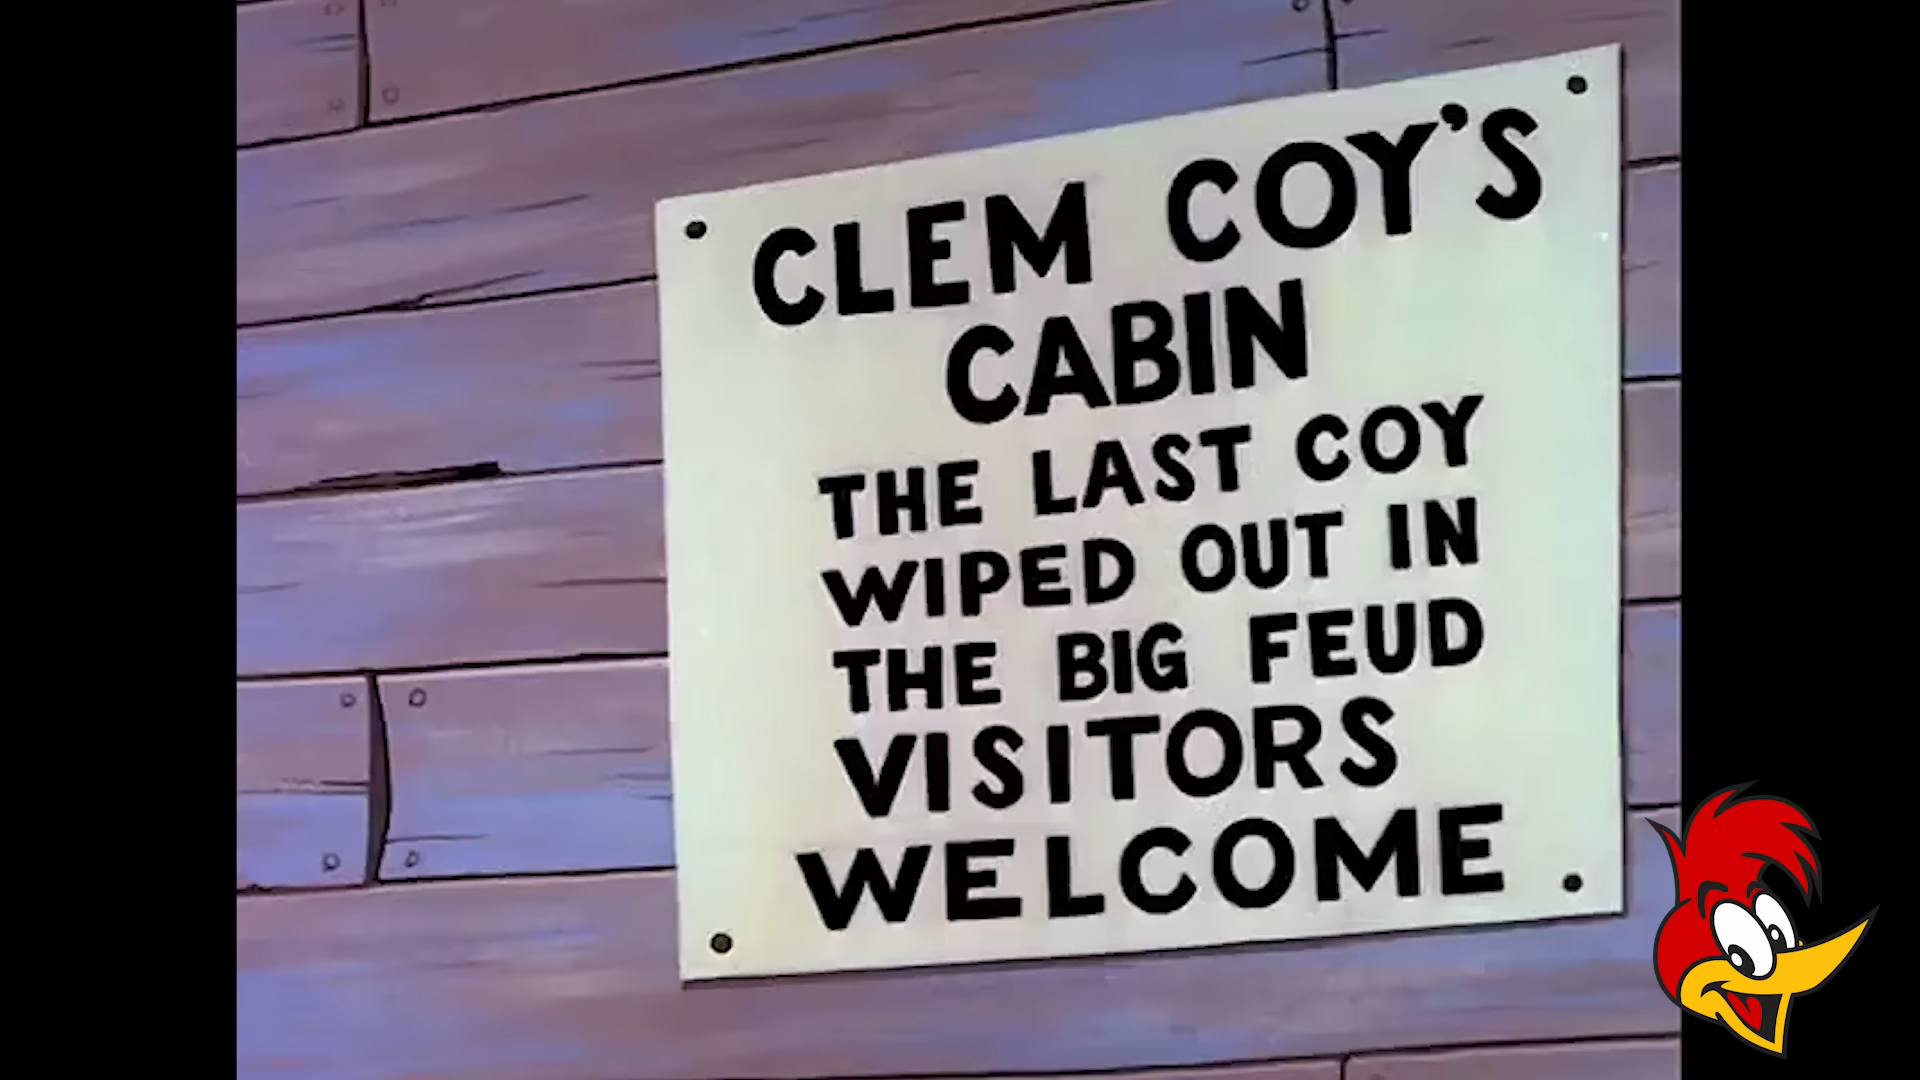 CLEM COY'S
CABIN
THE LAST COY
WIPED OUT IN
THE BIG FEUD
VISITORS
WELCOME